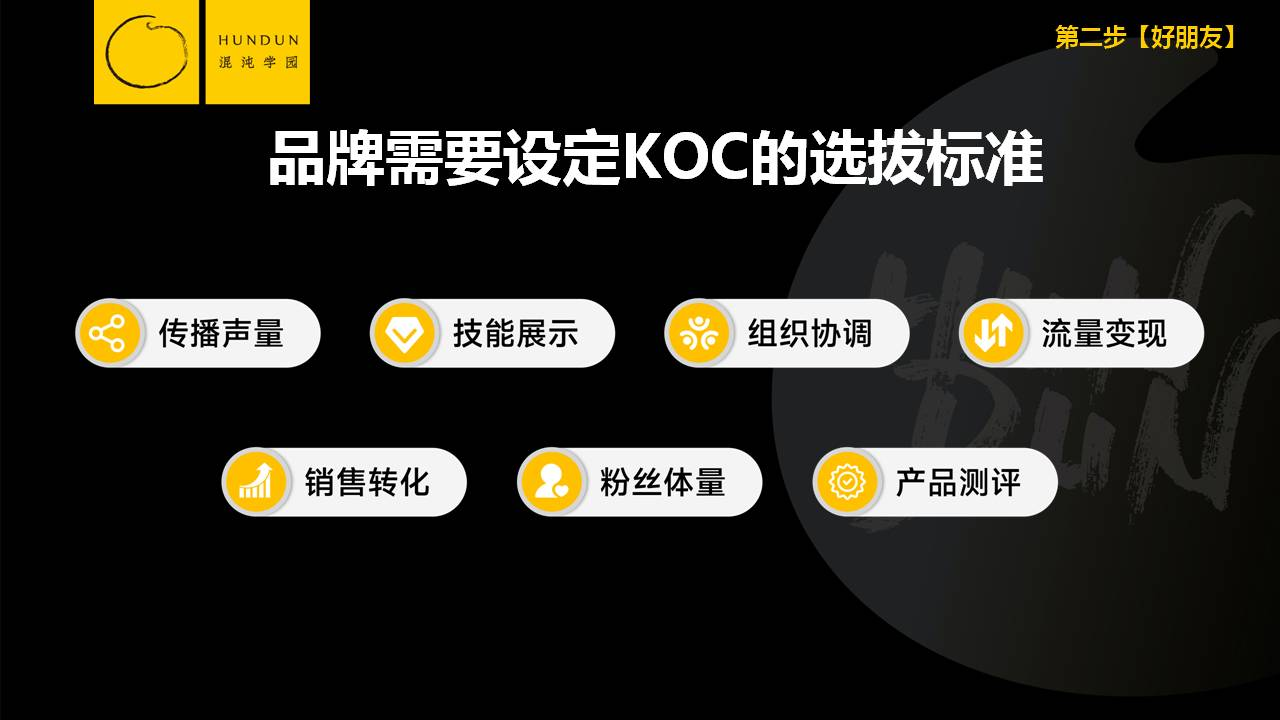 HUNDUN
混沌学园
第二步【好朋友】
品牌需要设定KOC的选拔标准
传播声量
技能展示
组织协调
流量变现
销售转化
粉丝体量
产品测评
HUN
DUN